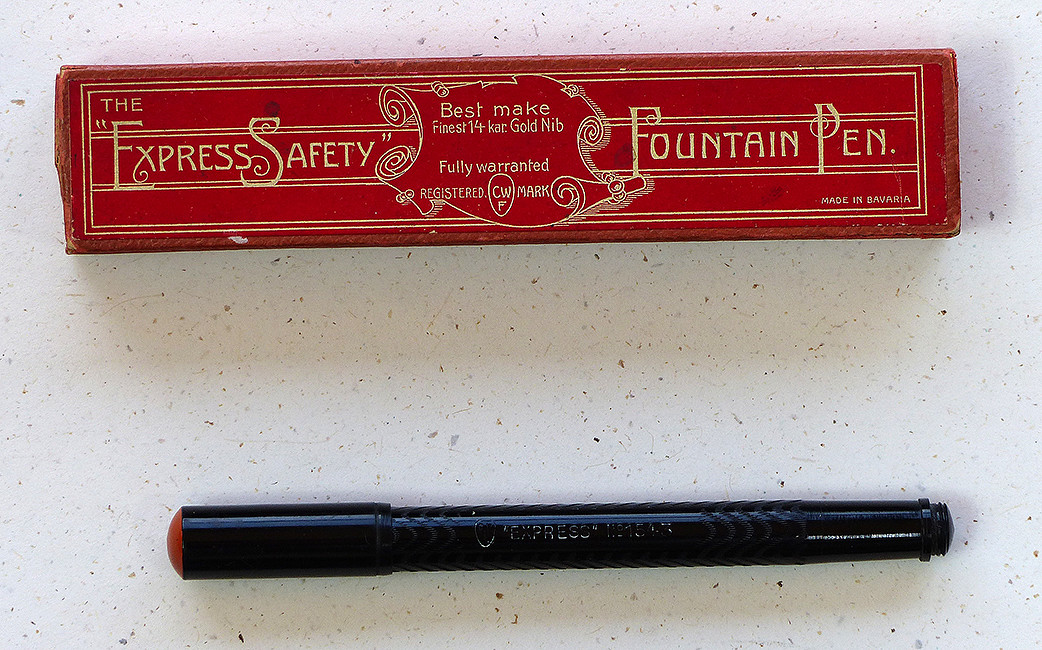 THE
"EXPRESS SAFETY"
Best make
Finest 14 kar. Gold Nib
Fully warranted
REGISTERED. CW F MARK
FOUNTAIN PEN.
MADE IN BAVARIA
"EXPRESS"